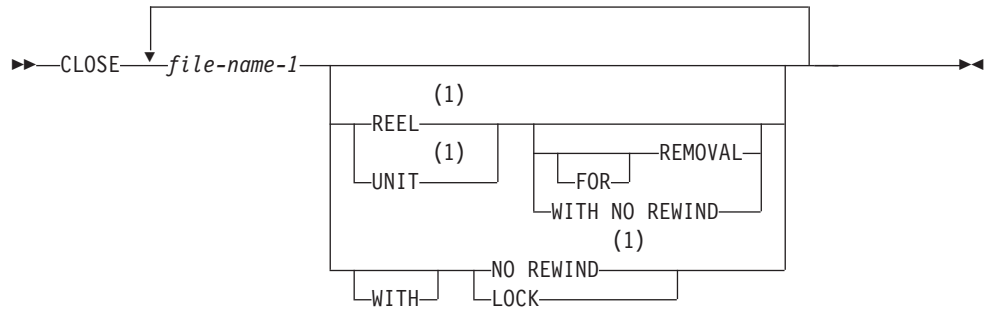 CLOSE file-name-1
(1)
REEL
(1)
REMOVAL
UNIT FOR
WITH NO REWIND
(1)
NO REWIND
WITH LOCK